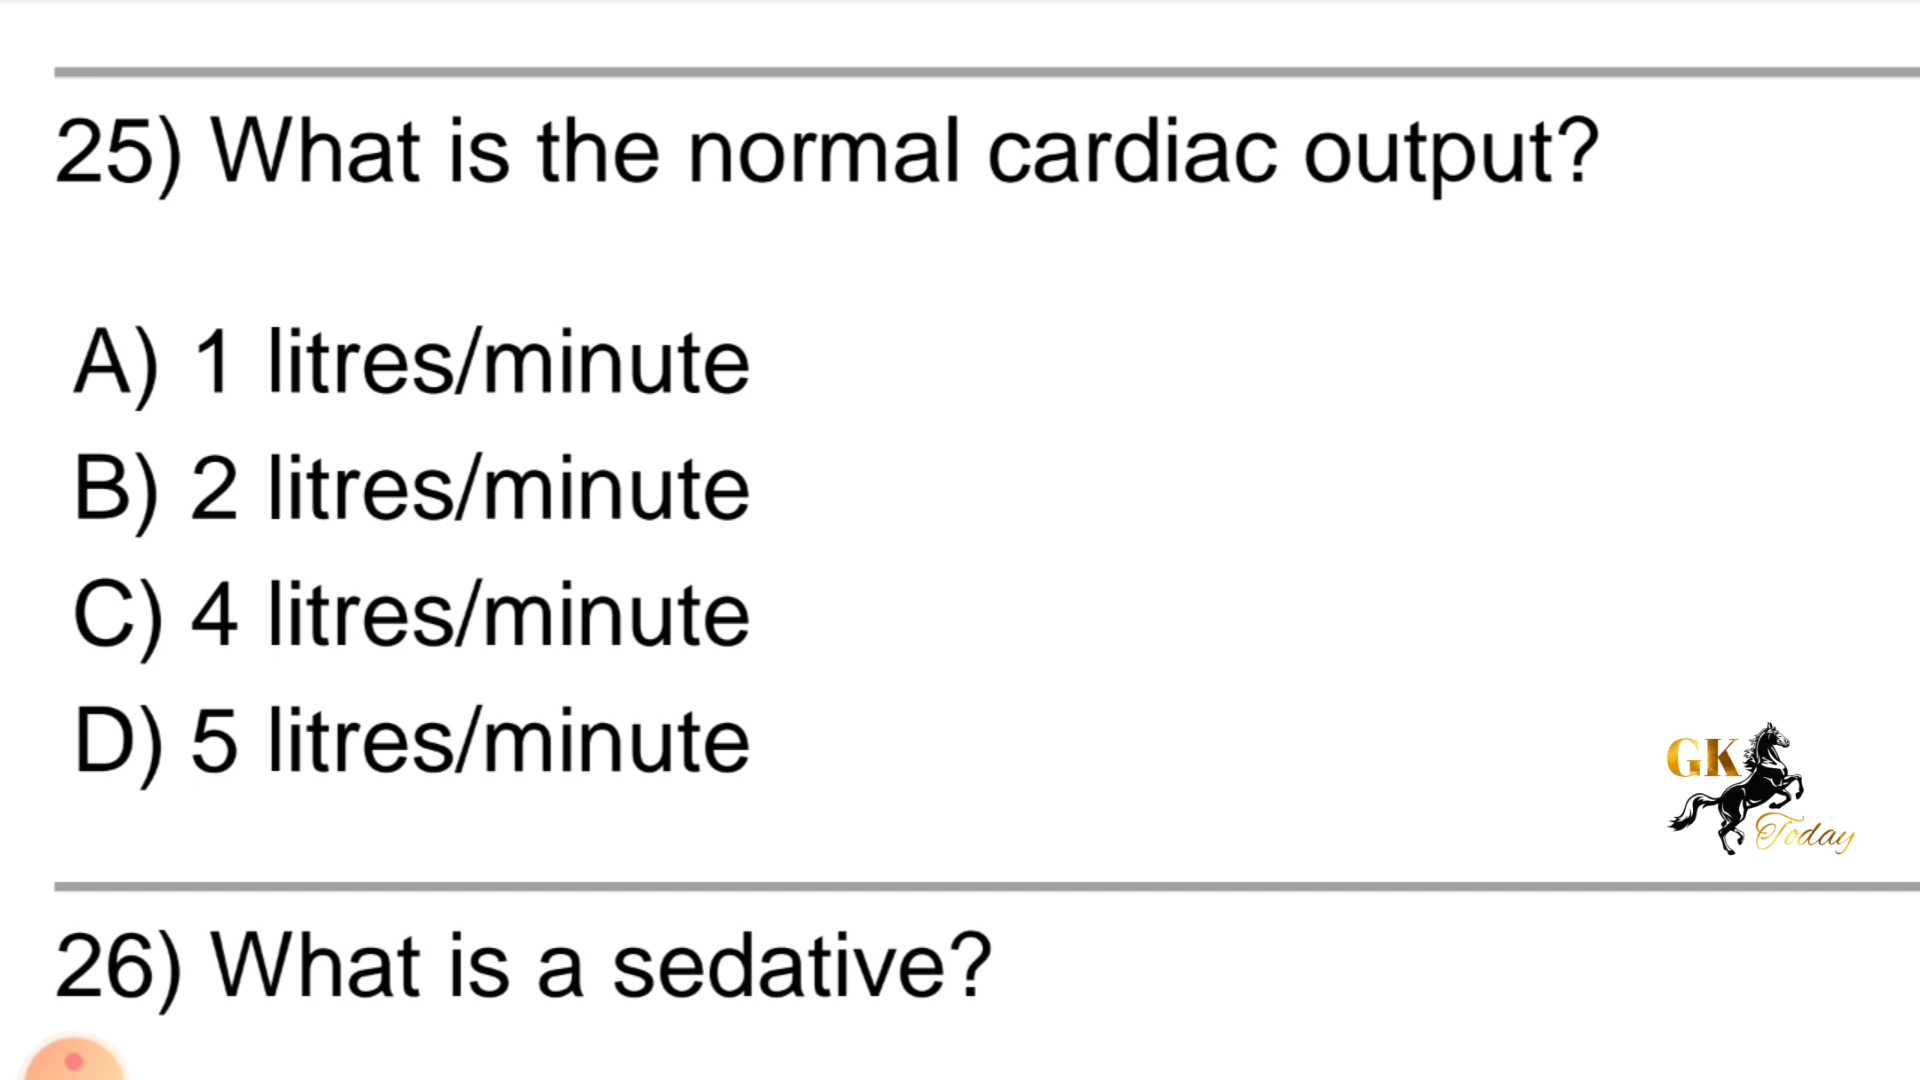 25) What is the normal cardiac output?
A) 1 litres/minute
B) 2 litres/minute
C) 4 litres/minute
D) 5 litres/minute
GK
Today
26) What is a sedative?